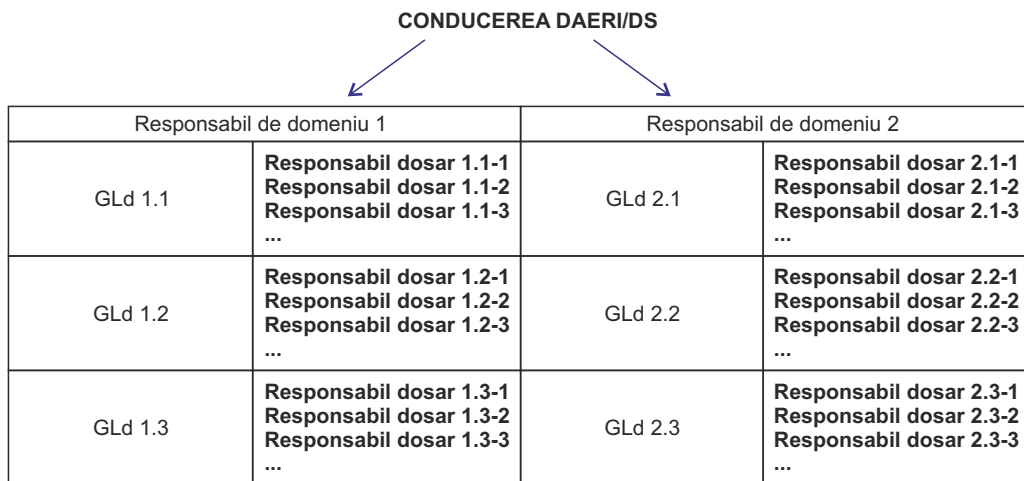 CONDUCEREA DAERI/DS
Responsabil de domeniu 1
Responsabil de domeniu 2
GLd 1.1
Responsabil dosar 1.1-1
Responsabil dosar 1.1-2
Responsabil dosar 1.1-3
...
GLd 2.1
Responsabil dosar 2.1-1
Responsabil dosar 2.1-2
Responsabil dosar 2.1-3
...
GLd 1.2
Responsabil dosar 1.2-1
Responsabil dosar 1.2-2
Responsabil dosar 1.2-3
...
GLd 2.2
Responsabil dosar 2.2-1
Responsabil dosar 2.2-2
Responsabil dosar 2.2-3
...
GLd 1.3
Responsabil dosar 1.3-1
Responsabil dosar 1.3-2
Responsabil dosar 1.3-3
...
GLd 2.3
Responsabil dosar 2.3-1
Responsabil dosar 2.3-2
Responsabil dosar 2.3-3
...